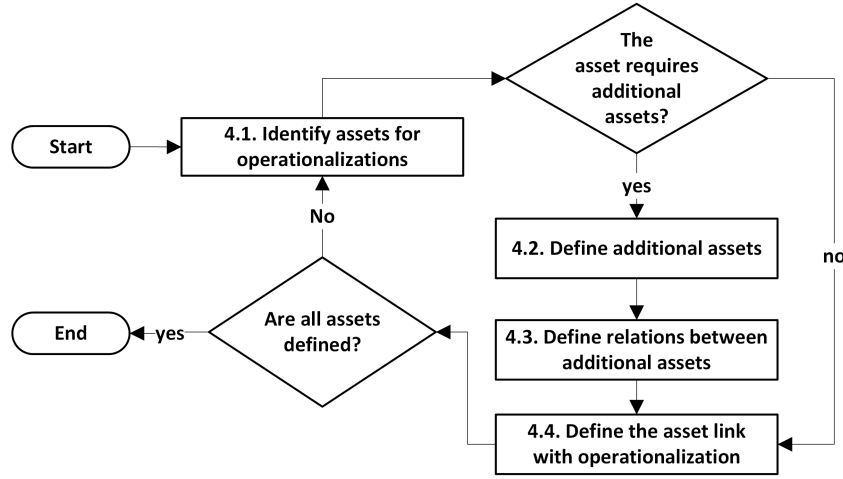 The
asset requires
additional
assets?
Start
4.1. Identify assets for
operationalizations
yes
No
4.2. Define additional assets
no
End
yes
Are all assets
defined?
4.3. Define relations between
additional assets
4.4. Define the asset link
with operationalization